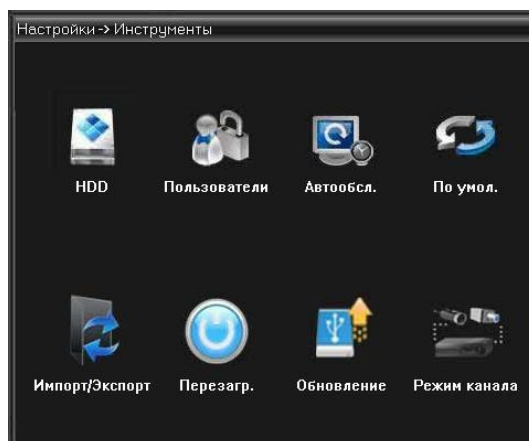 Настройки -> Инструменты
HDD Пользователи Автообсл. По умол.
Импорт/Экспорт Перезагр. Обновление Режим канала